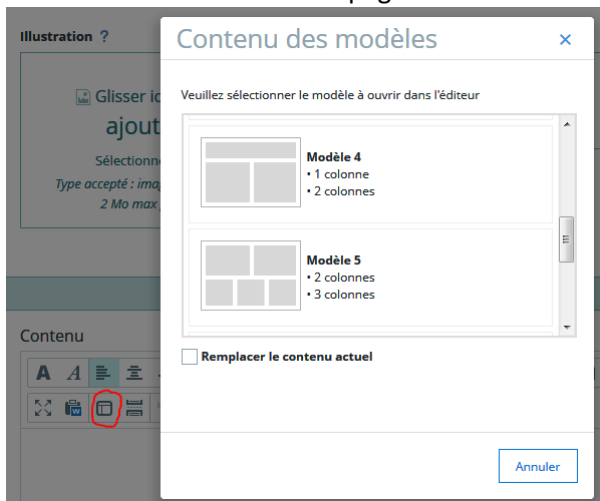 Illustration ?
Glisser ic
ajout
Sélectionn
Type accepté : ima
2 Mo max
Contenu
A A
W
Contenu des modèles ×
Veuillez sélectionner le modèle à ouvrir dans l'éditeur
Modèle 4
• 1 colonne
• 2 colonnes
Modèle 5
• 2 colonnes
• 3 colonnes
Remplacer le contenu actuel
Annuler